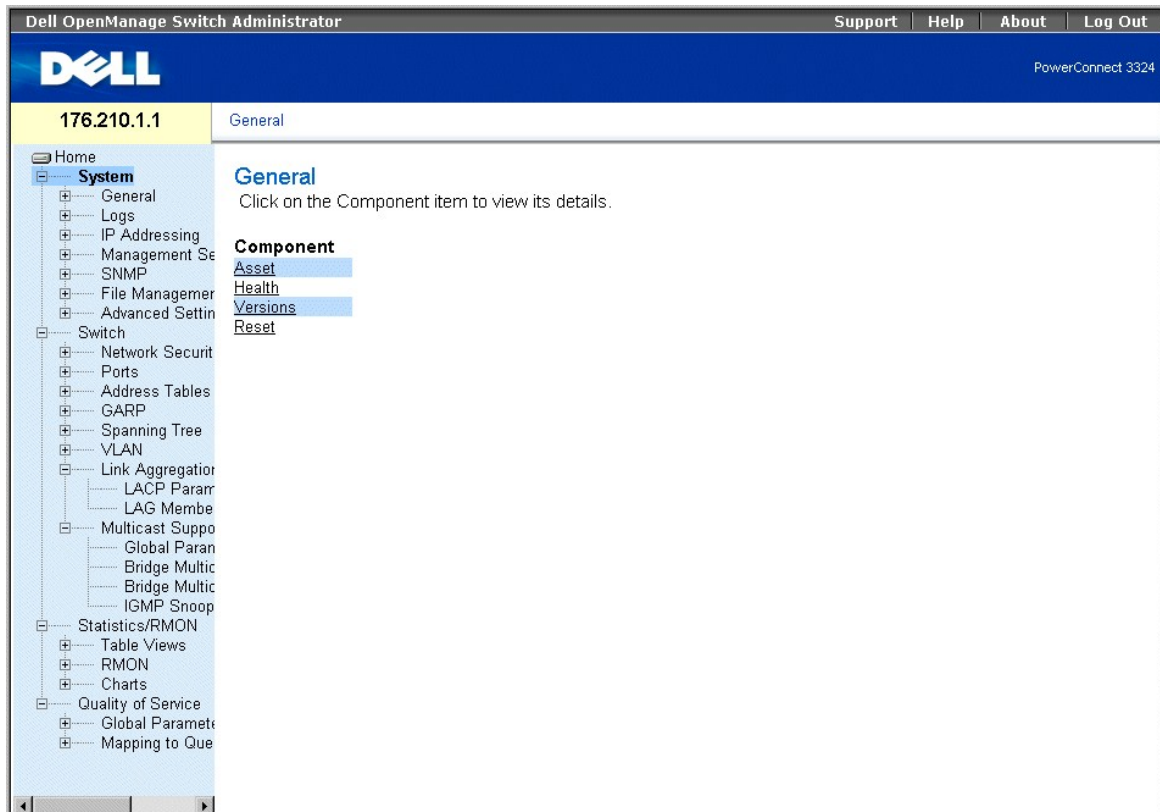 Dell OpenManage Switch Administrator
Support | Help | About | Log Out
DELL
PowerConnect 3324
176.210.1.1
General
Home
System
General
Logs
IP Addressing
Management Se
SNMP
File Managemer
Advanced Settin
Switch
Network Securit
Ports
Address Tables
GARP
Spanning Tree
VLAN
Link Aggregation
LACP Param
LAG Membe
Multicast Suppo
Global Param
Bridge Multic
Bridge Multic
IGMP Snoop
Statistics/RMON
Table Views
RMON
Charts
Quality of Service
Global Paramete
Mapping to Que
General
Click on the Component item to view its details.
Component
Asset
Health
Versions
Reset